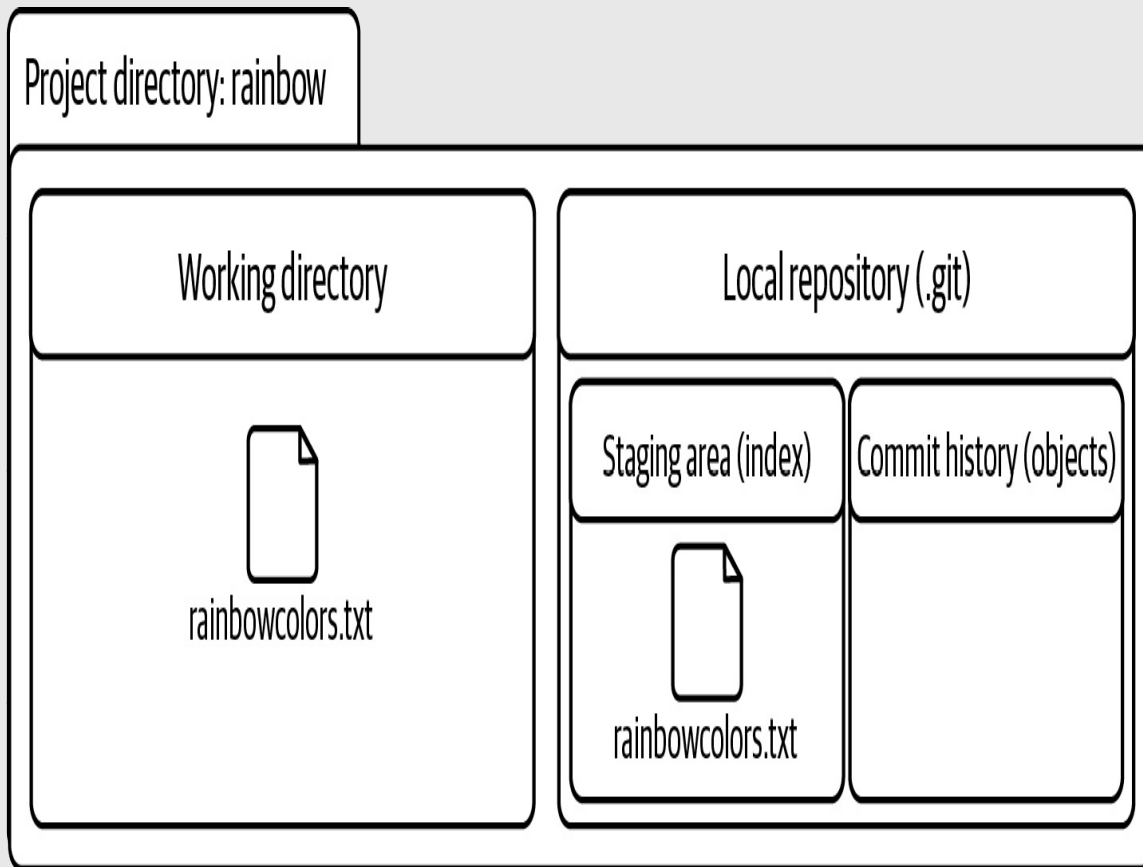 Project directory: rainbow
Working directory
Local repository (.git)
Staging area (index)
Commit history (objects)
rainbowcolors.txt
rainbowcolors.txt